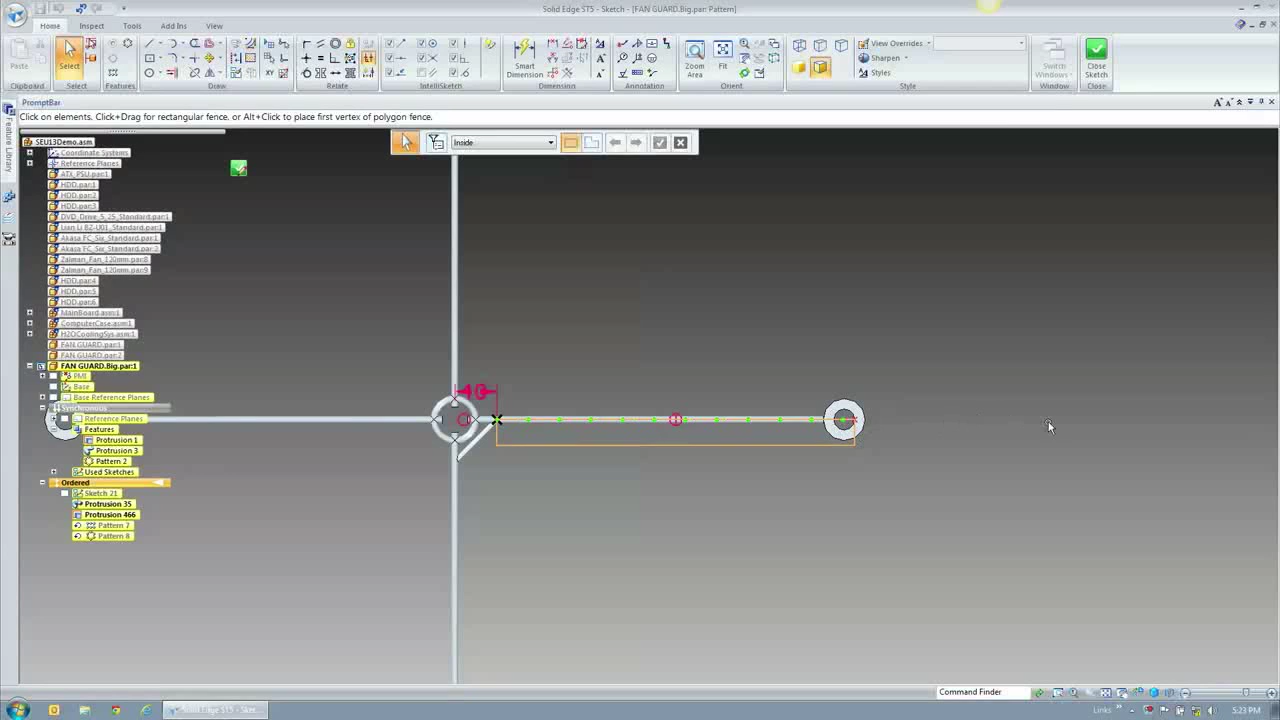 Solid Edge ST5 - Sketch - [FAN GUARD.Big.par: Pattern]
Home Inspect Tools Add Ins View
Paste
Select
Smart Dimension
Zoom Area
Fit
View Overrides
Sharpen
Styles
Switch Windows
Close Sketch
Clipboard Select Features Draw Relate IntelliSketch Dimension Annotation Orient Style Window Close
PromptBar
Click on elements. Click+Drag for rectangular fence. or Alt+Click to place first vertex of polygon fence.
Feature Library
Inside
SEU13Demo.asm
Coordinate Systems
Reference Planes
ATX_PSU.par:1
HDD.par:1
HDD.par:2
HDD.par:3
DVD_Drive_5_25_Standard.par:1
Lian Li BZ-U01_Standard.par:1
Akasa FC_Six_Standard.par:1
Akasa FC_Six_Standard.par:2
Zalman_Fan_120mm.par:8
Zalman_Fan_120mm.par:9
HDD.par:4
HDD.par:5
HDD.par:6
MainBoard.asm:1
ComputerCase.asm:1
H2OCoolingSys.asm:1
FAN GUARD.par:1
FAN GUARD.par:2
FAN GUARD.Big.par:1
PMI
Base
Base Reference Planes
Synchronous
Reference Planes
Features
Protrusion 1
Protrusion 3
Pattern 2
Used Sketches
Ordered
Sketch 21
Protrusion 35
Protrusion 466
Pattern 7
Pattern 8
Command Finder
Solid Edge ST5 - Sket...
Links
5:23 PM